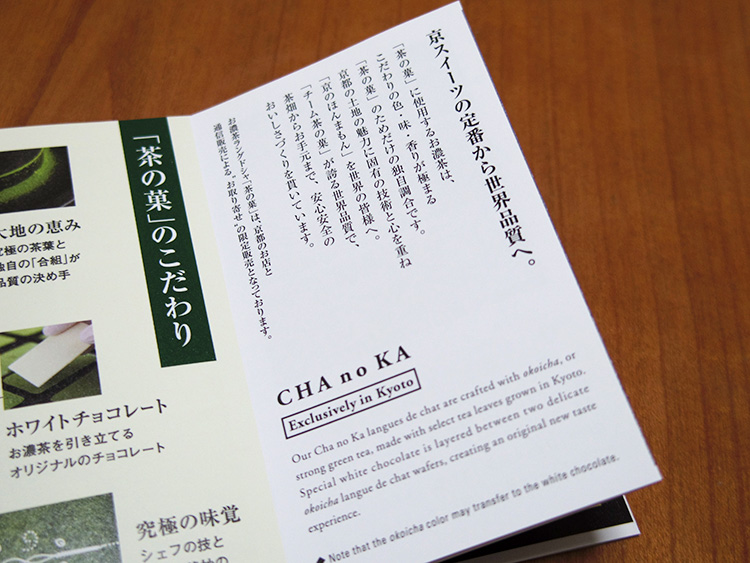 京スイーツの定番から世界品質へ。
「茶の菓」に使用するお濃茶は、
こだわりの色・味・香りが極まる
「茶の菓」のためだけの独自調合です。
京都の土地の魅力に固有の技術と心を重ね
「京のほんまもん」を世界の皆様へ。
「チーム茶の菓」が誇る世界品質で、
茶畑からお手元まで、安心安全の
おいしさづくりを貫いています。
お濃茶ラングドシャ「茶の菓」は、京都のお店と
通信販売による"お取り寄せ"の限定販売となっております。
CHA no KA
Exclusively in Kyoto
Our Cha no Ka langues de chat are crafted with okoicha, or
strong green tea, made with select tea leaves grown in Kyoto.
Special white chocolate is layered between two delicate
okoicha langue de chat wafers, creating an original new taste
experience.
◆ Note that the okoicha color may transfer to the white chocolate.
「茶の菓」のこだわり
大地の恵み
究極の茶葉と
独自の「合組」が
品質の決め手
ホワイトチョコレート
お濃茶を引き立てる
オリジナルのチョコレート
究極の味覚
シェフの技と